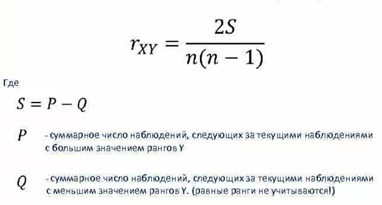 r_XY = 2S / n(n − 1)
Где
S = P − Q
P - суммарное число наблюдений, следующих за текущими наблюдениями
с большим значением рангов Y
Q - суммарное число наблюдений, следующих за текущими наблюдениями
с меньшим значением рангов Y. (равные ранги не учитываются!)